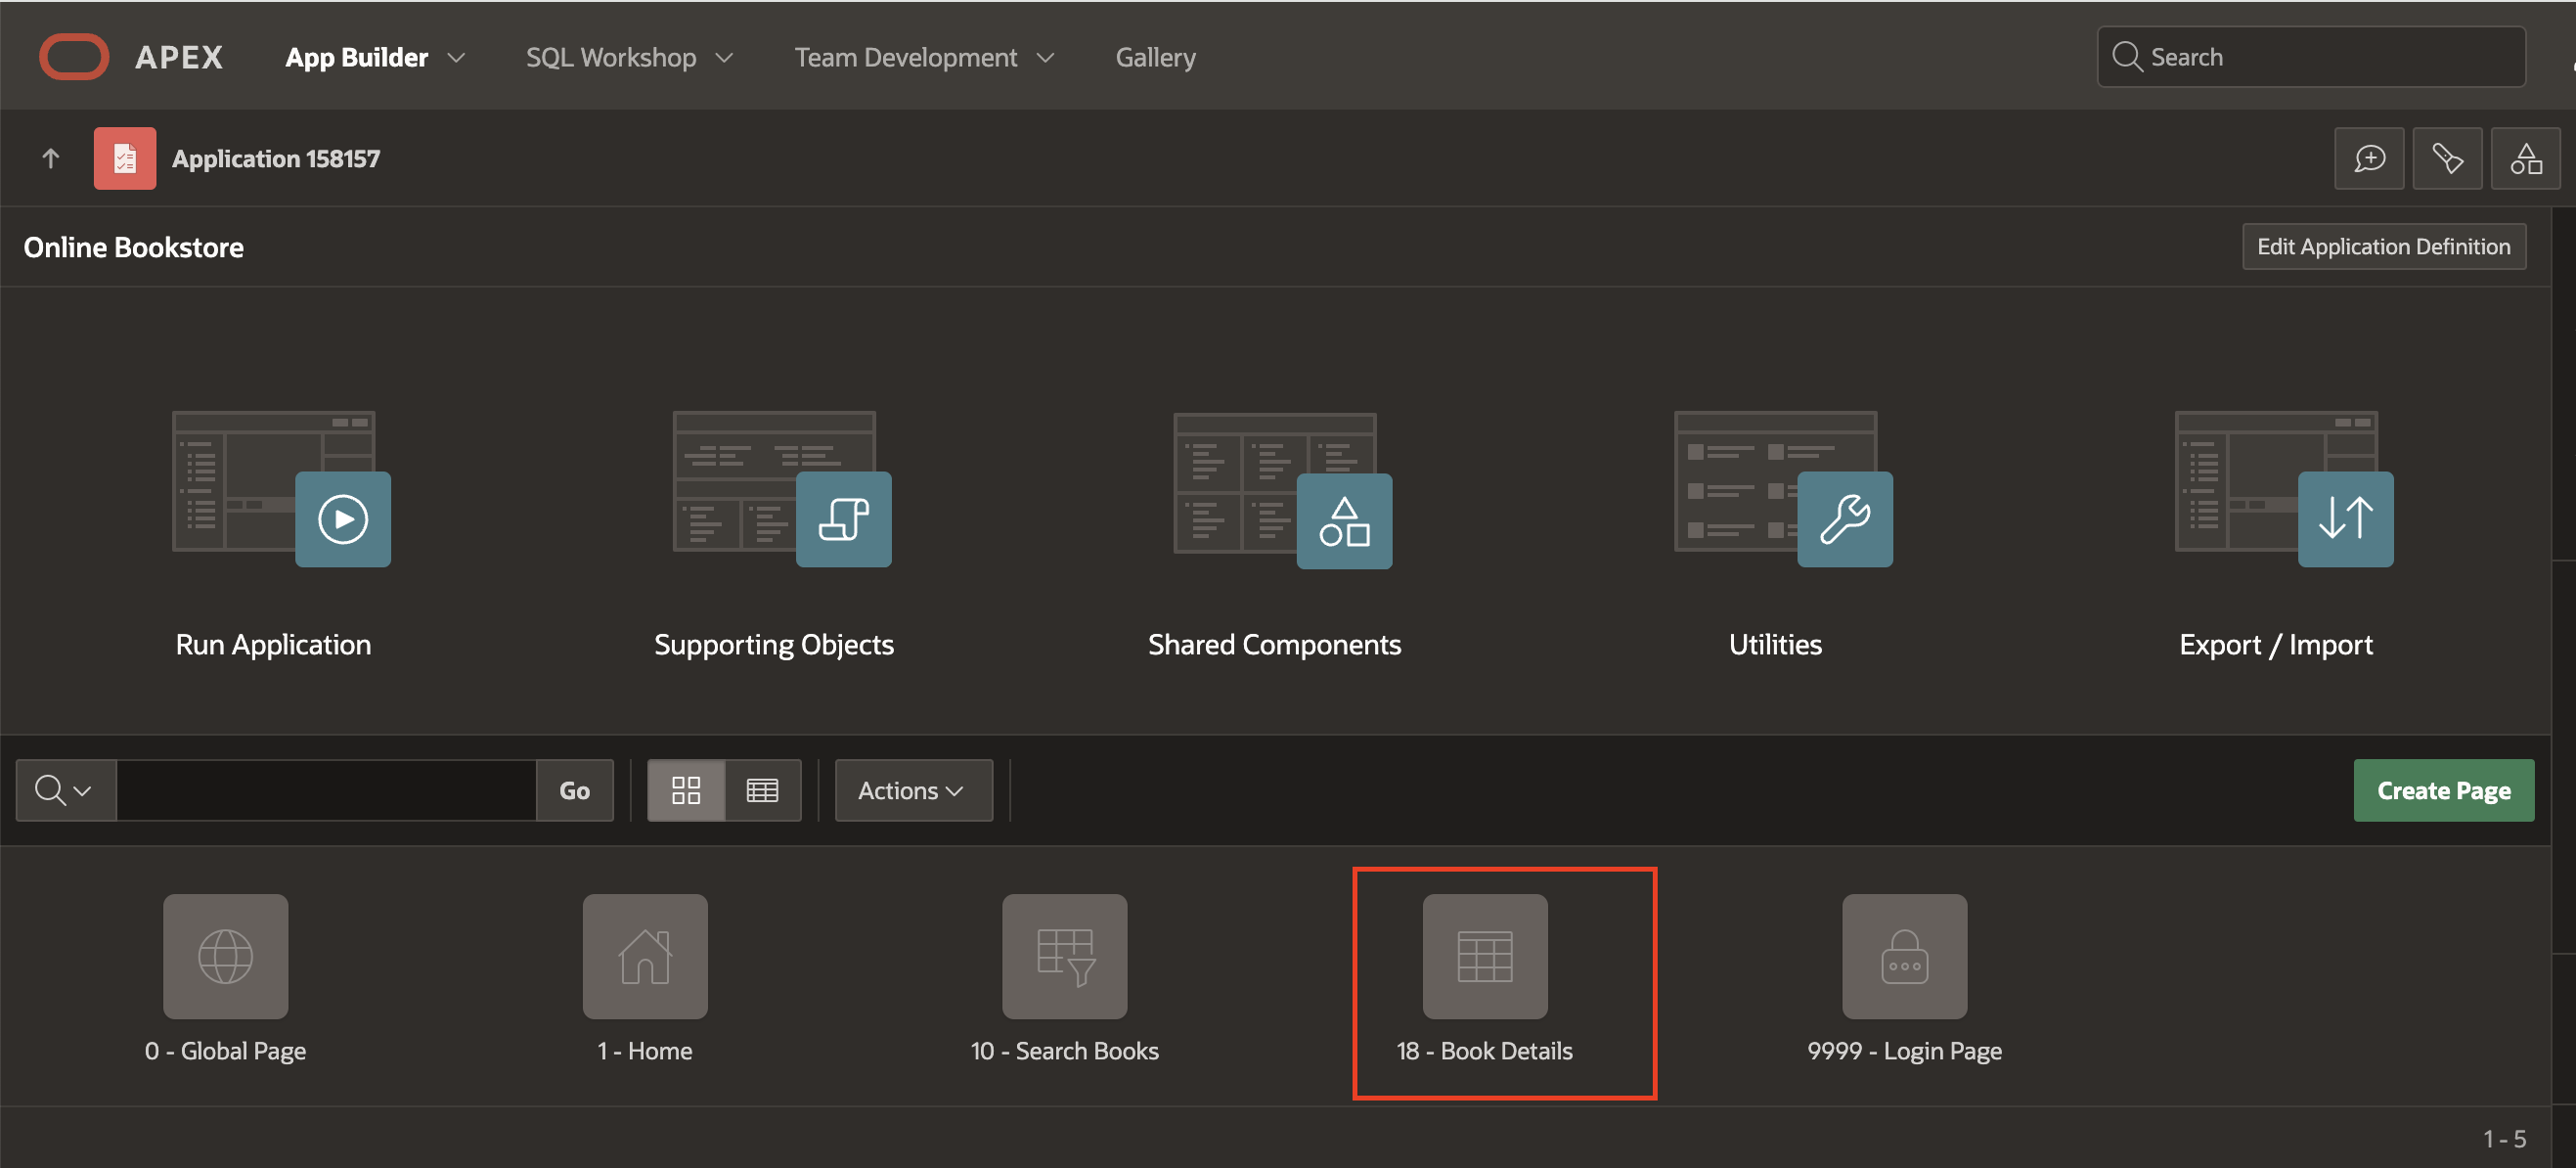 APEX App Builder SQL Workshop Team Development Gallery Search
Application 158157
Online Bookstore Edit Application Definition
Run Application Supporting Objects Shared Components Utilities Export / Import
Go Actions Create Page
0 - Global Page 1 - Home 10 - Search Books 18 - Book Details 9999 - Login Page
1 - 5